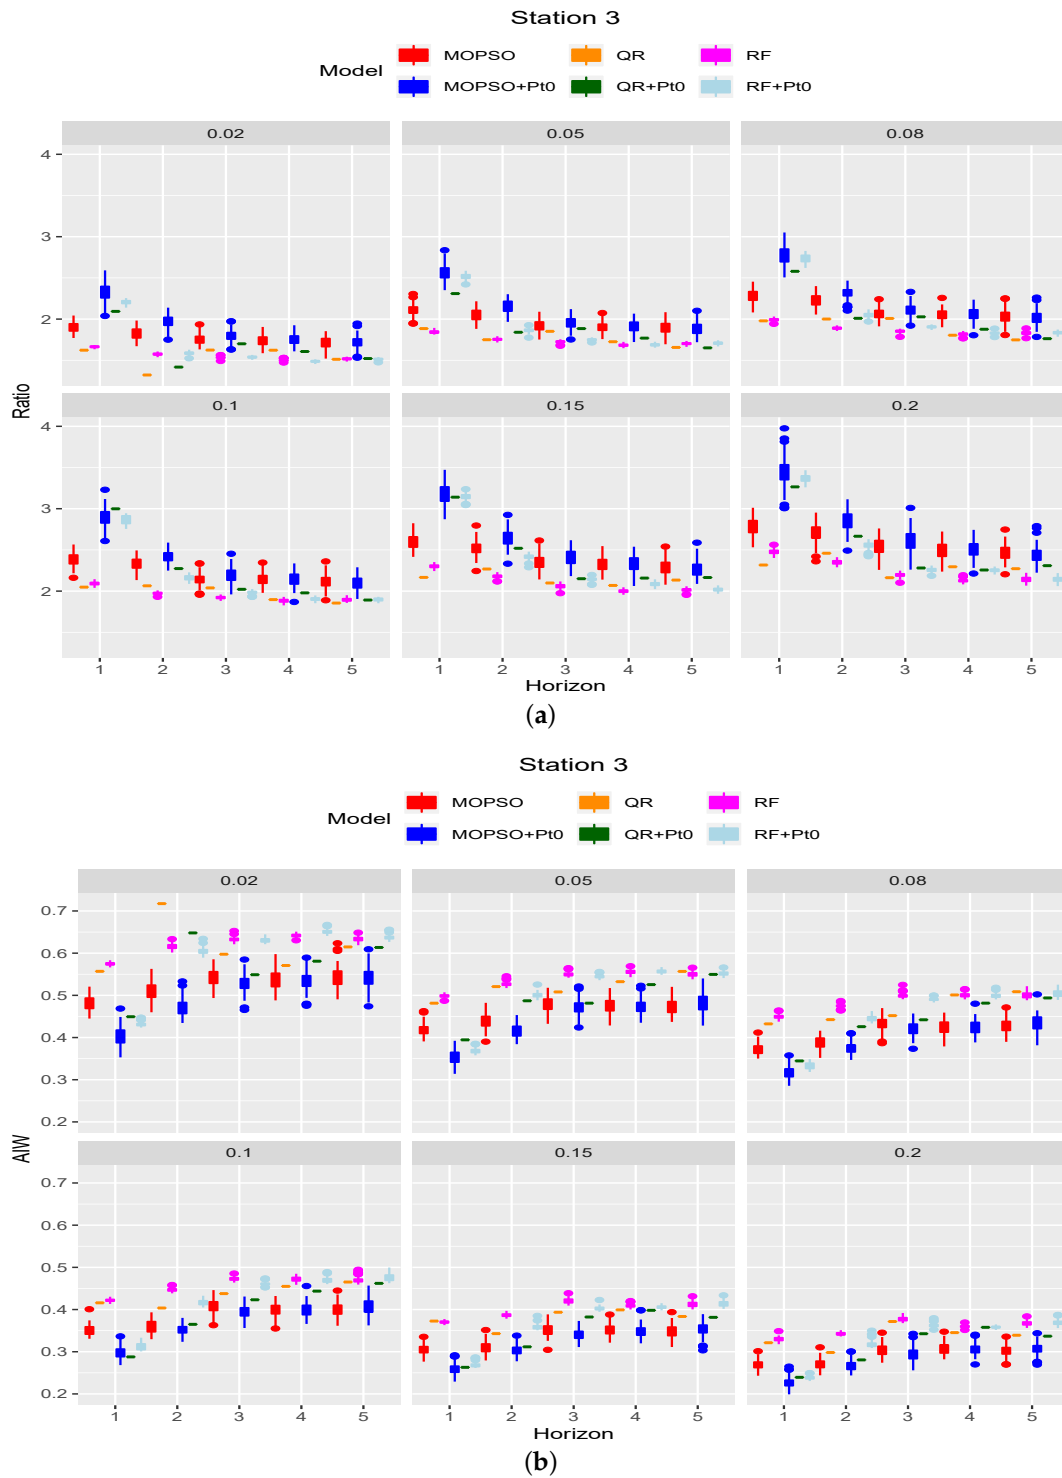 Station 3
Model MOPSO QR RF
MOPSO+Pt0 QR+Pt0 RF+Pt0
0.02 0.05 0.08
4
3
2
0.1 0.15 0.2
4
3
2
Ratio
1 2 3 4 5 1 2 3 4 5 1 2 3 4 5
Horizon
(a)
Station 3
Model MOPSO QR RF
MOPSO+Pt0 QR+Pt0 RF+Pt0
0.02 0.05 0.08
0.7
0.6
0.5
0.4
0.3
0.2
0.1 0.15 0.2
0.7
0.6
0.5
0.4
0.3
0.2
AIW
1 2 3 4 5 1 2 3 4 5 1 2 3 4 5
Horizon
(b)